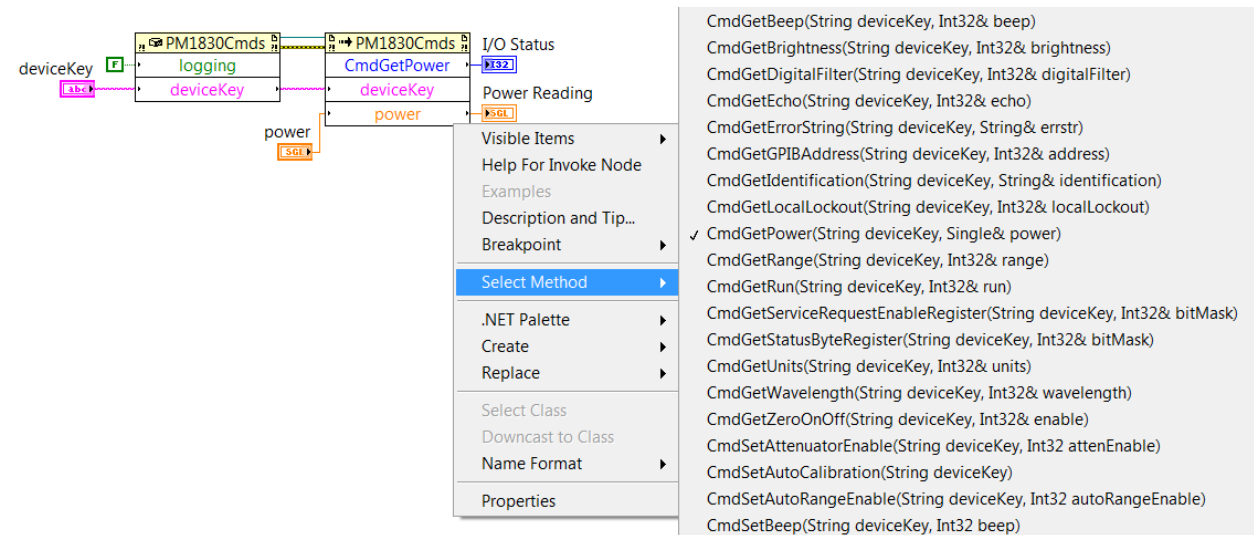 PM1830Cmds
PM1830Cmds
I/O Status
deviceKey
F
logging
CmdGetPower
I32
abc
deviceKey
deviceKey
Power Reading
power
power
SGL
SGL
Visible Items
Help For Invoke Node
Examples
Description and Tip...
Breakpoint
Select Method
.NET Palette
Create
Replace
Select Class
Downcast to Class
Name Format
Properties
CmdGetBeep(String deviceKey, Int32& beep)
CmdGetBrightness(String deviceKey, Int32& brightness)
CmdGetDigitalFilter(String deviceKey, Int32& digitalFilter)
CmdGetEcho(String deviceKey, Int32& echo)
CmdGetErrorString(String deviceKey, String& errstr)
CmdGetGPIBAddress(String deviceKey, Int32& address)
CmdGetIdentification(String deviceKey, String& identification)
CmdGetLocalLockout(String deviceKey, Int32& localLockout)
CmdGetPower(String deviceKey, Single& power)
CmdGetRange(String deviceKey, Int32& range)
CmdGetRun(String deviceKey, Int32& run)
CmdGetServiceRequestEnableRegister(String deviceKey, Int32& bitMask)
CmdGetStatusByteRegister(String deviceKey, Int32& bitMask)
CmdGetUnits(String deviceKey, Int32& units)
CmdGetWavelength(String deviceKey, Int32& wavelength)
CmdGetZeroOnOff(String deviceKey, Int32& enable)
CmdSetAttenuatorEnable(String deviceKey, Int32 attenEnable)
CmdSetAutoCalibration(String deviceKey)
CmdSetAutoRangeEnable(String deviceKey, Int32 autoRangeEnable)
CmdSetBeep(String deviceKey, Int32 beep)